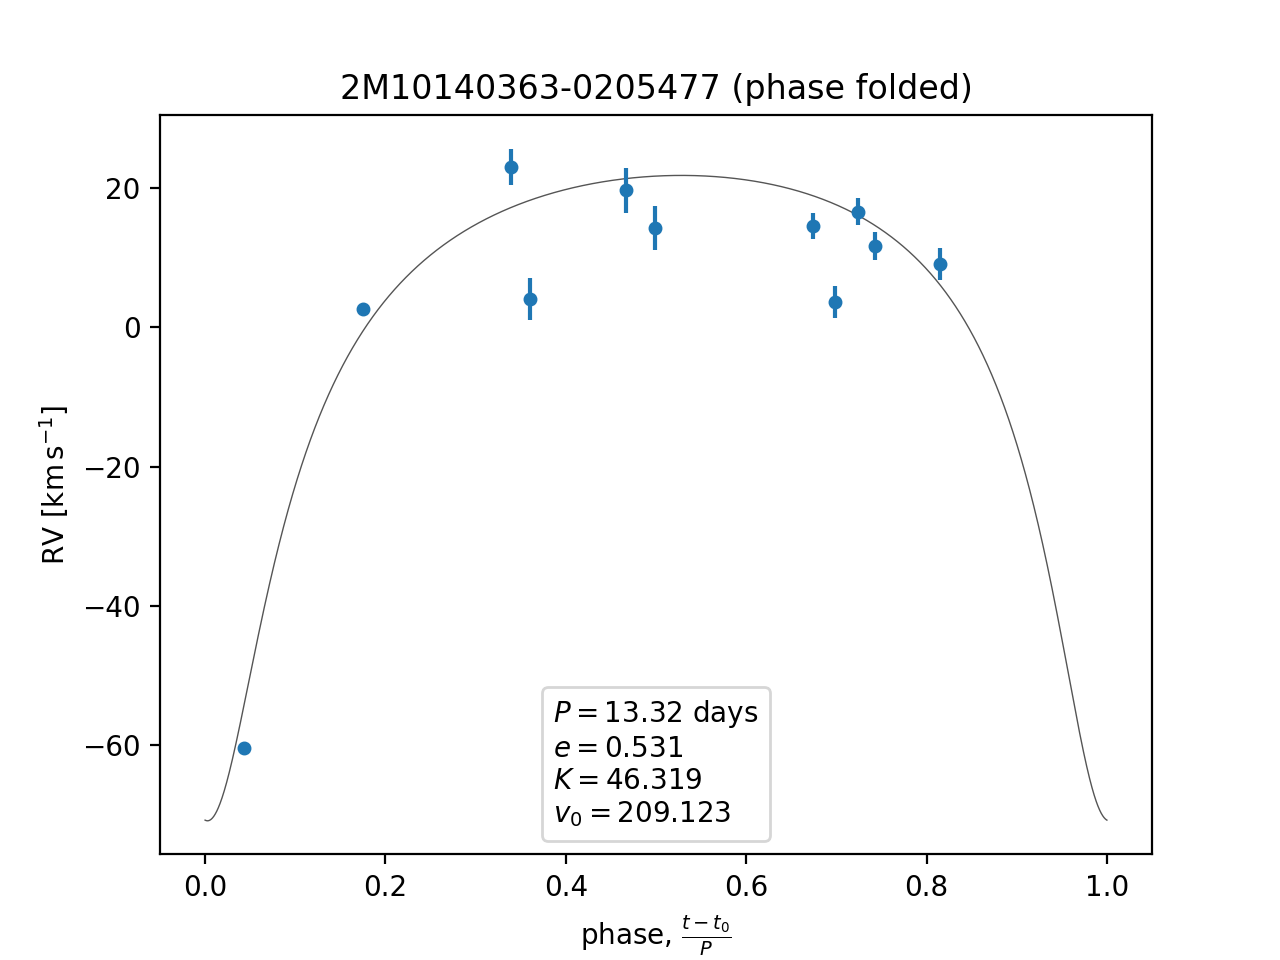 2M10140363-0205477 (phase folded)
20
0
−20
−40
−60
RV [km s⁻¹]
P = 13.32 days
e = 0.531
K = 46.319
v₀ = 209.123
0.0 0.2 0.4 0.6 0.8 1.0
phase, (t − t₀)/P